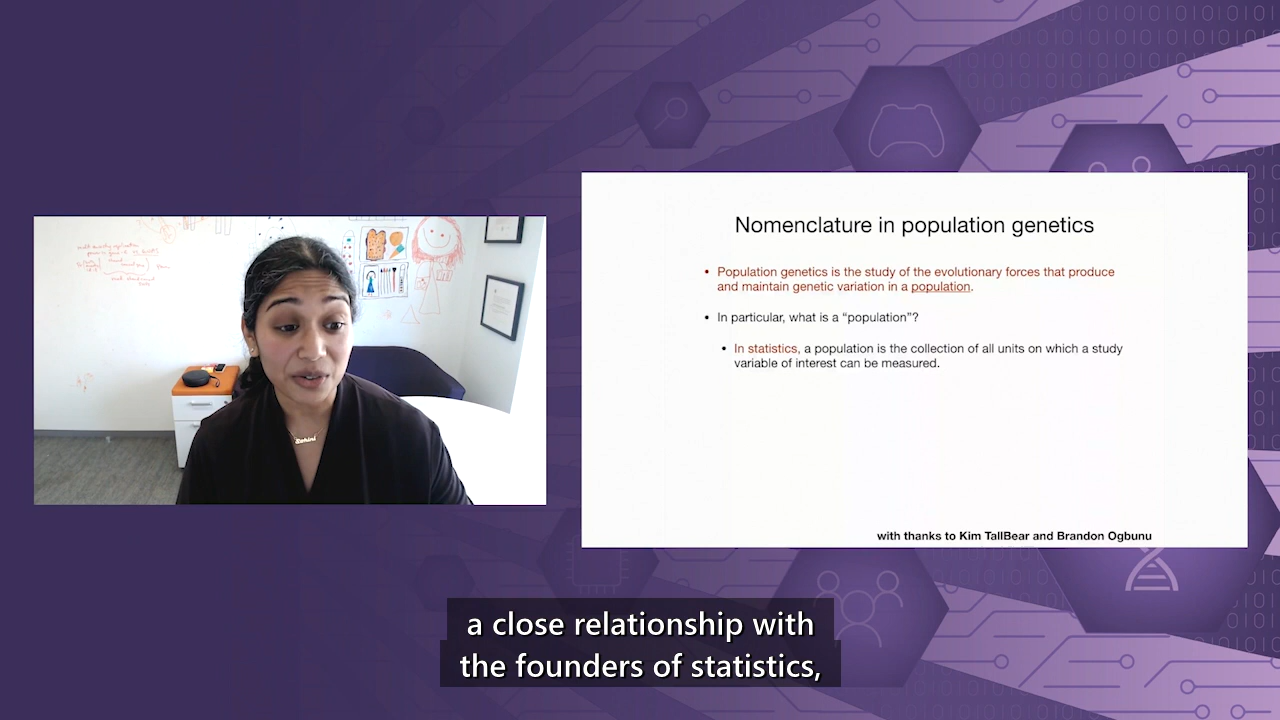 Nomenclature in population genetics
• Population genetics is the study of the evolutionary forces that produce
and maintain genetic variation in a population.
• In particular, what is a “population”?
• In statistics, a population is the collection of all units on which a study
variable of interest can be measured.
with thanks to Kim TallBear and Brandon Ogbunu
Sohini
a close relationship with
the founders of statistics,